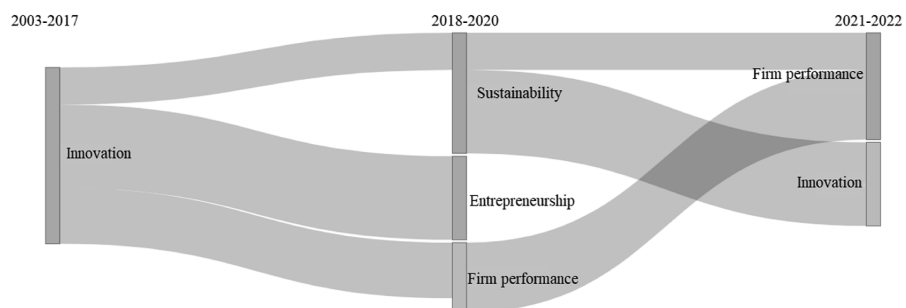 2003-2017 2018-2020 2021-2022
Firm performance
Sustainability
Innovation
Innovation
Entrepreneurship
Firm performance